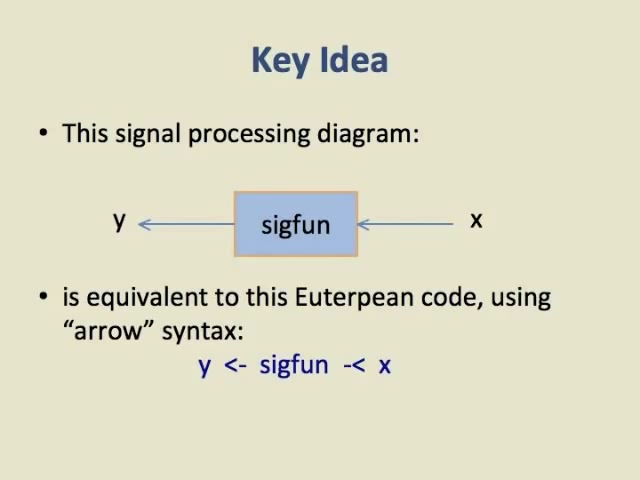 Key Idea
• This signal processing diagram:
y sigfun x
• is equivalent to this Euterpean code, using
“arrow” syntax:
y <- sigfun -< x